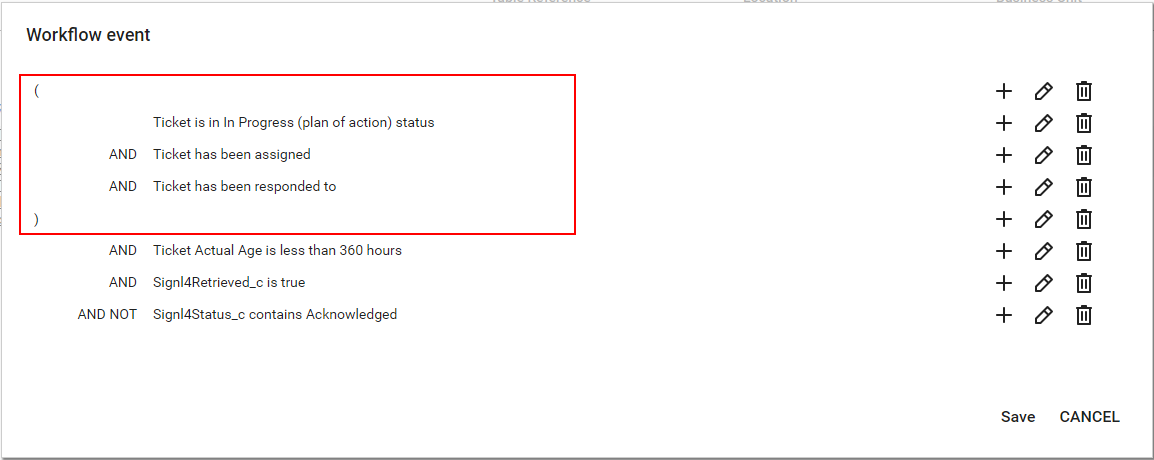 Workflow event
(
Ticket is in In Progress (plan of action) status
AND Ticket has been assigned
AND Ticket has been responded to
)
AND Ticket Actual Age is less than 360 hours
AND Signl4Retrieved_c is true
AND NOT Signl4Status_c contains Acknowledged
Save CANCEL